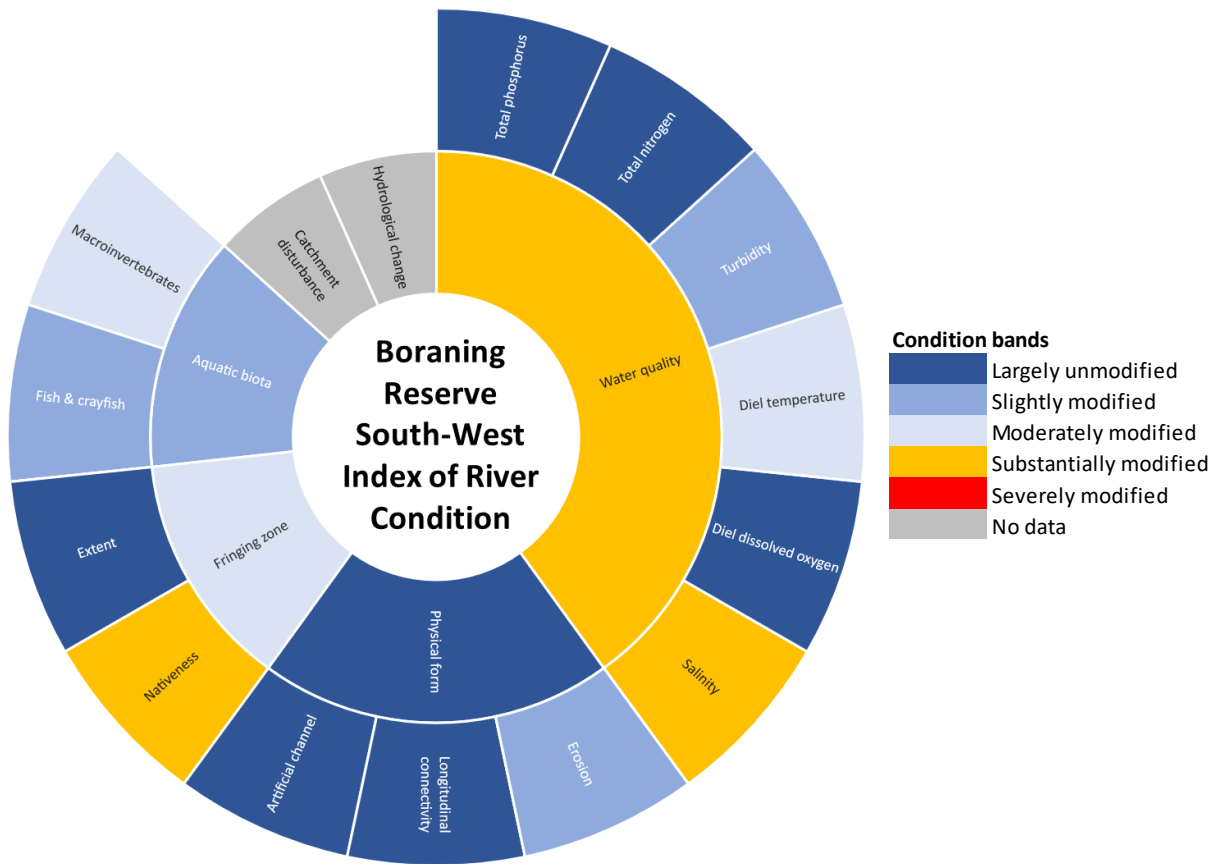 Boraning
Reserve
South-West
Index of River
Condition
Water quality
Total phosphorus
Total nitrogen
Turbidity
Diel temperature
Diel dissolved oxygen
Salinity
Physical form
Erosion
Longitudinal
connectivity
Artificial channel
Fringing zone
Nativeness
Extent
Aquatic biota
Fish & crayfish
Macroinvertebrates
Catchment
disturbance
Hydrological change
Condition bands
Largely unmodified
Slightly modified
Moderately modified
Substantially modified
Severely modified
No data